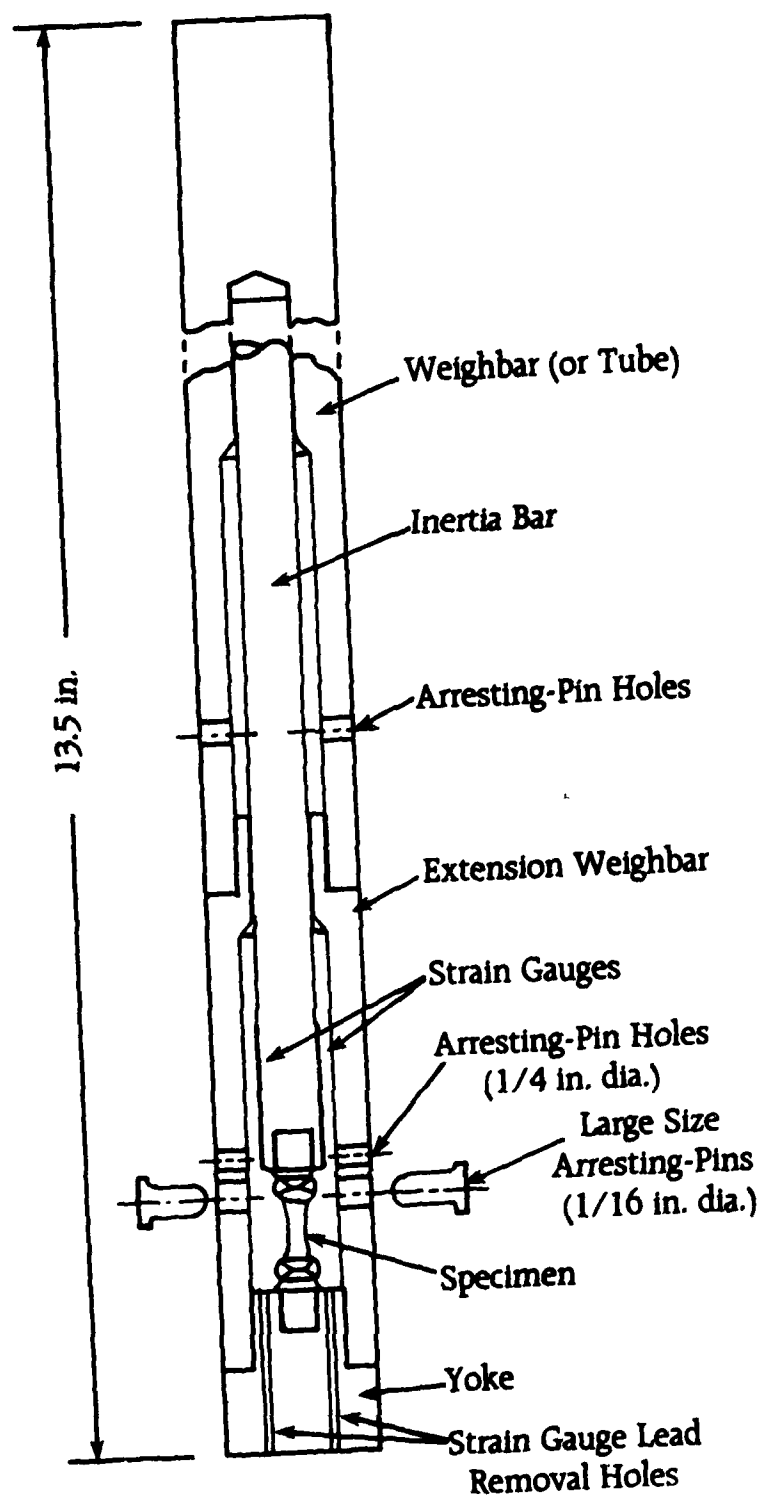 13.5 in.
Weighbar (or Tube)
Inertia Bar
Arresting-Pin Holes
Extension Weighbar
Strain Gauges
Arresting-Pin Holes
(1/4 in. dia.)
Large Size
Arresting-Pins
(1/16 in. dia.)
Specimen
Yoke
Strain Gauge Lead
Removal Holes